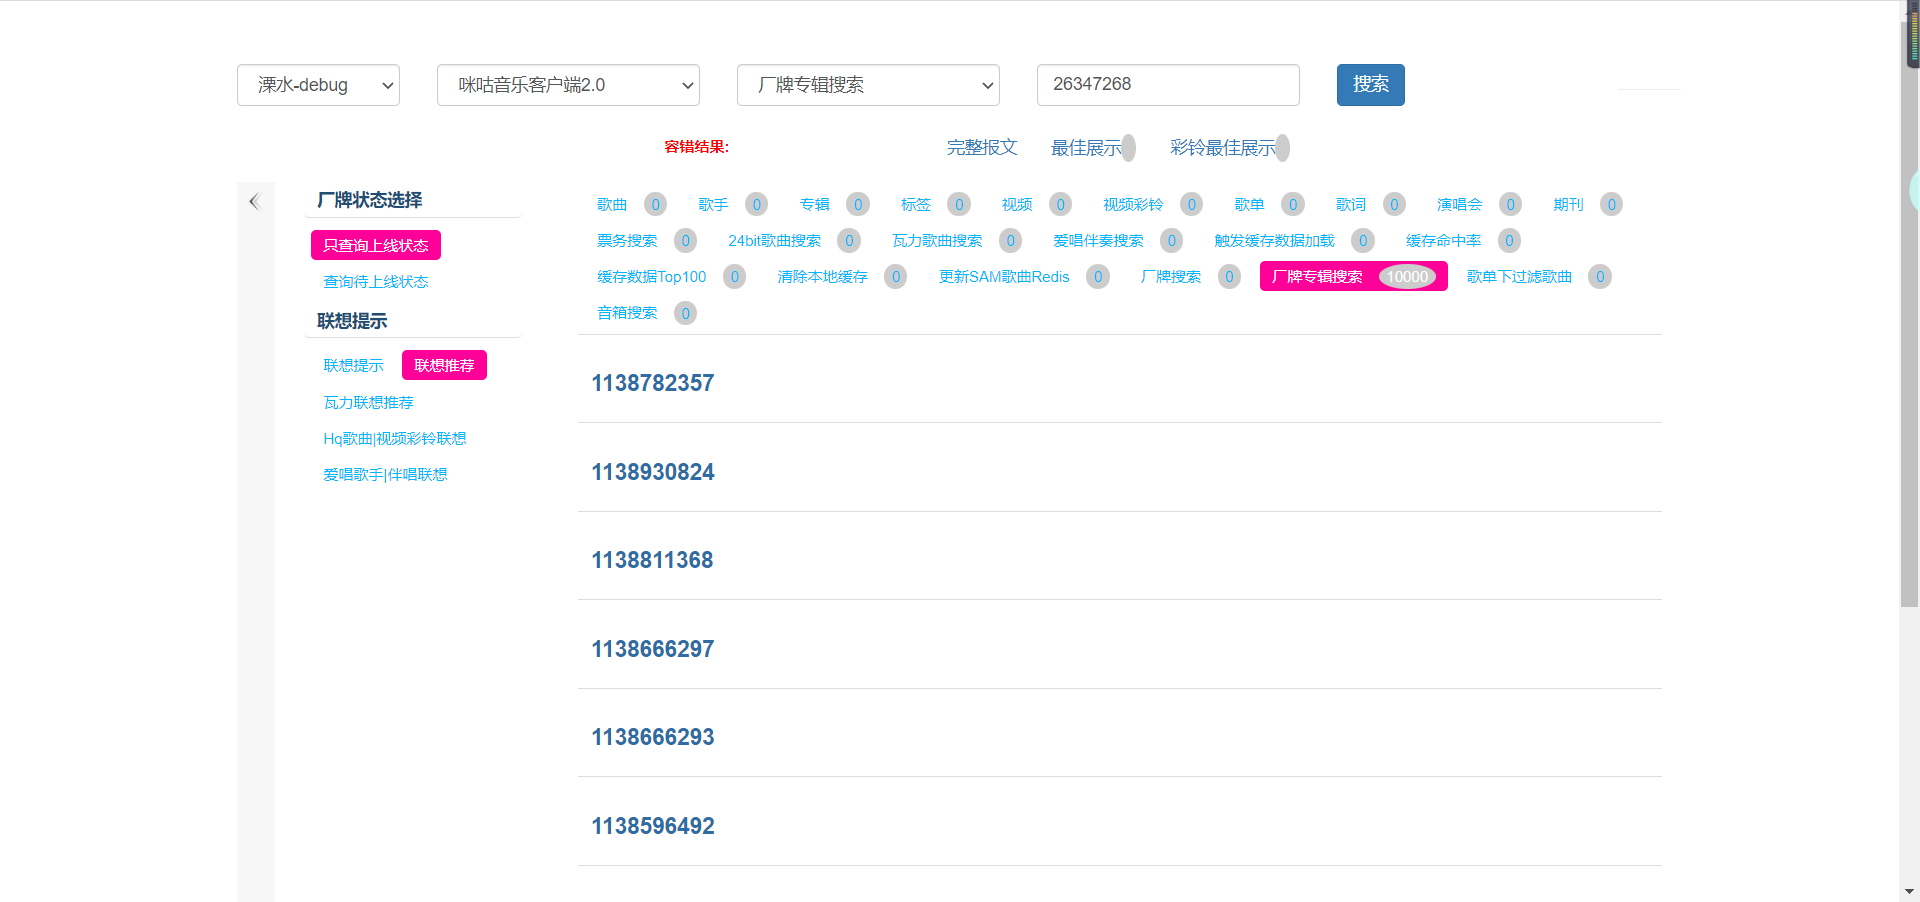 溧水-debug 咪咕音乐客户端2.0 厂牌专辑搜索 26347268 搜索
容错结果: 完整报文 最佳展示 彩铃最佳展示
厂牌状态选择
只查询上线状态
查询待上线状态
联想提示
联想提示 联想推荐
瓦力联想推荐
Hq歌曲|视频彩铃联想
爱唱歌手|伴唱联想
歌曲 0 歌手 0 专辑 0 标签 0 视频 0 视频彩铃 0 歌单 0 歌词 0 演唱会 0 期刊 0
票务搜索 0 24bit歌曲搜索 0 瓦力歌曲搜索 0 爱唱伴奏搜索 0 触发缓存数据加载 0 缓存命中率 0
缓存数据Top100 0 清除本地缓存 0 更新SAM歌曲Redis 0 厂牌搜索 0 厂牌专辑搜索 10000 歌单下过滤歌曲 0
音箱搜索 0
1138782357
1138930824
1138811368
1138666297
1138666293
1138596492